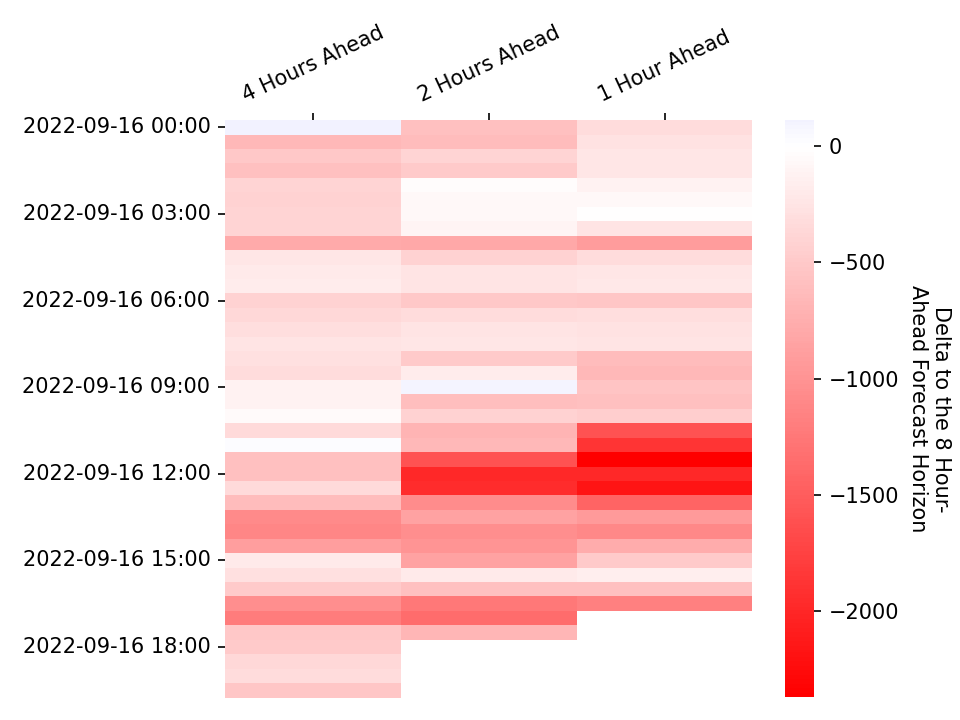 4 Hours Ahead
2 Hours Ahead
1 Hour Ahead
2022-09-16 00:00
2022-09-16 03:00
2022-09-16 06:00
2022-09-16 09:00
2022-09-16 12:00
2022-09-16 15:00
2022-09-16 18:00
0
−500
−1000
−1500
−2000
Delta to the 8 Hour-
Ahead Forecast Horizon